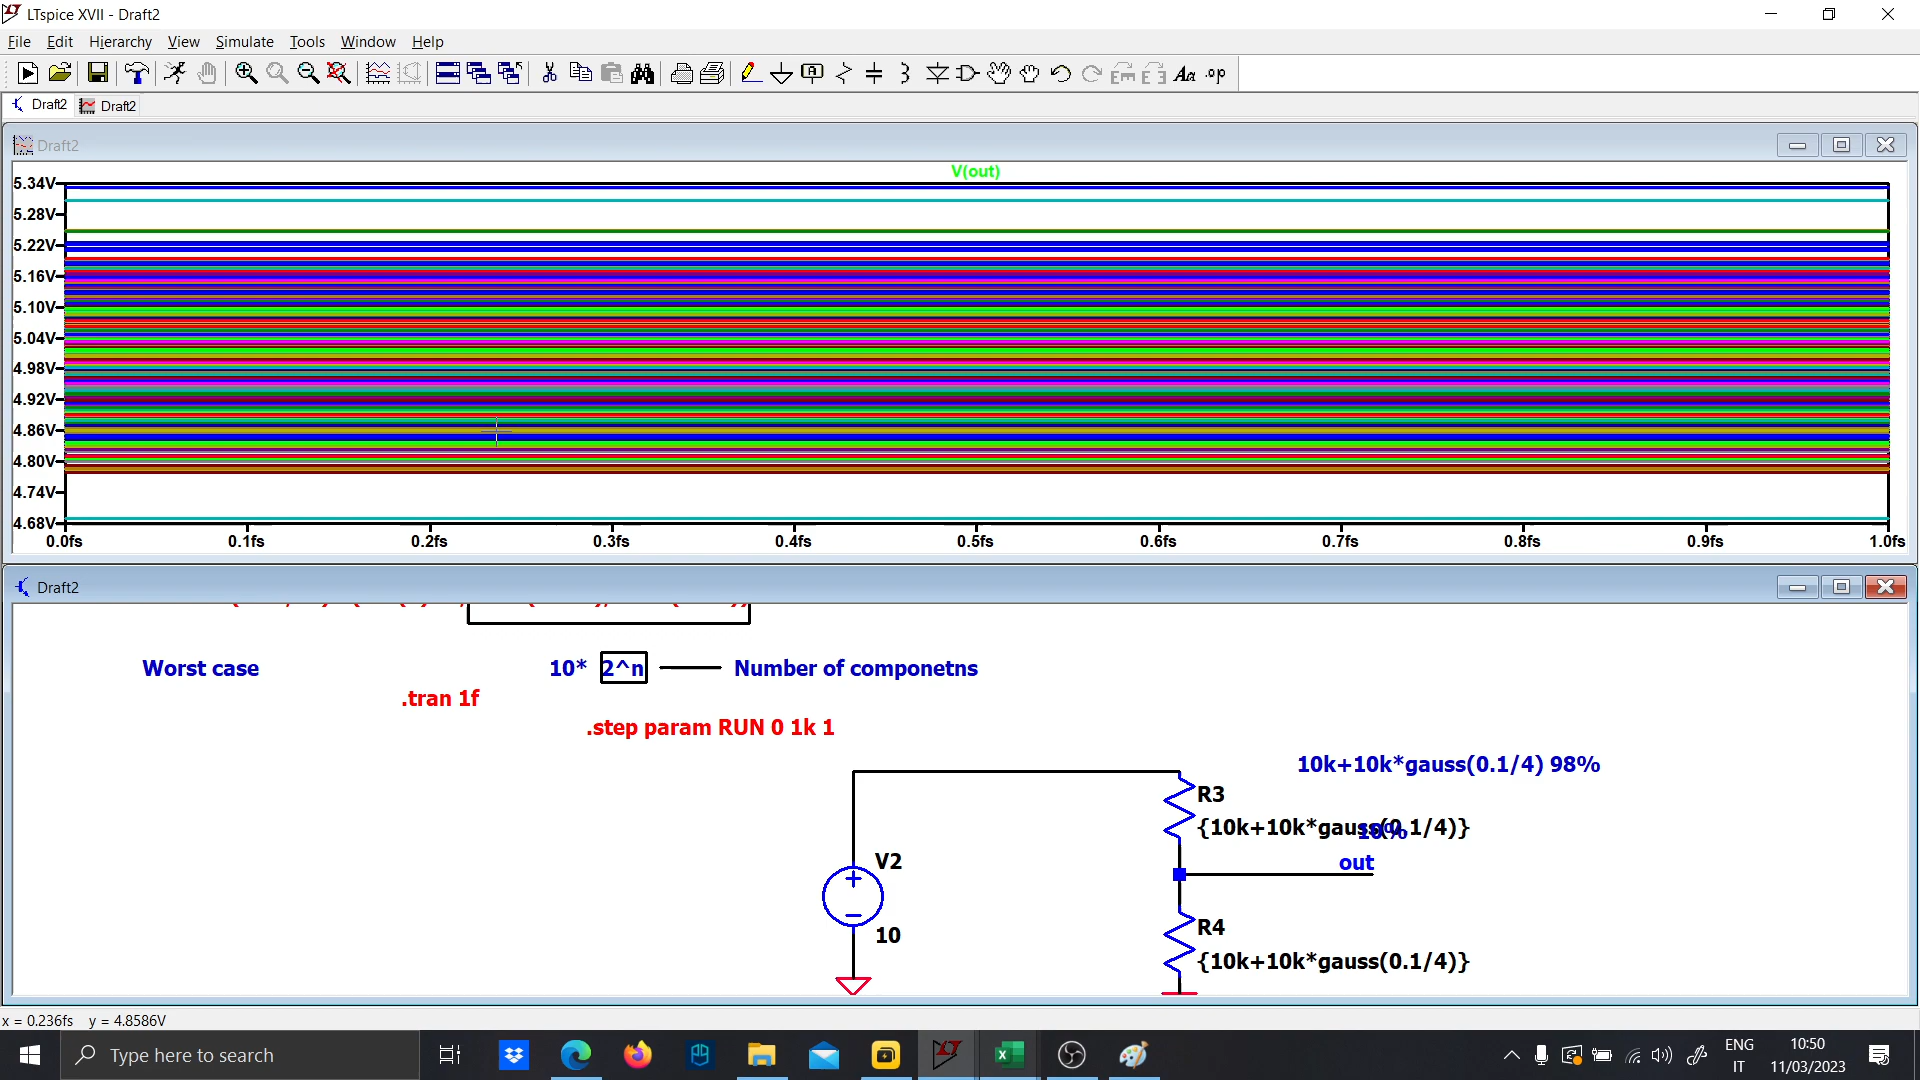 LTspice XVII - Draft2
File Edit Hierarchy View Simulate Tools Window Help
Draft2 Draft2
Draft2
V(out)
5.34V
5.28V
5.22V
5.16V
5.10V
5.04V
4.98V
4.92V
4.86V
4.80V
4.74V
4.68V
0.0fs 0.1fs 0.2fs 0.3fs 0.4fs 0.5fs 0.6fs 0.7fs 0.8fs 0.9fs 1.0fs
Draft2
Worst case 10* 2^n Number of componetns
.tran 1f
.step param RUN 0 1k 1
10k+10k*gauss(0.1/4) 98%
R3
{10k+10k*gauss(0.1/4)}
10%
out
V2
10
R4
{10k+10k*gauss(0.1/4)}
x = 0.236fs y = 4.8586V
Type here to search
ENG
IT
10:50
11/03/2023